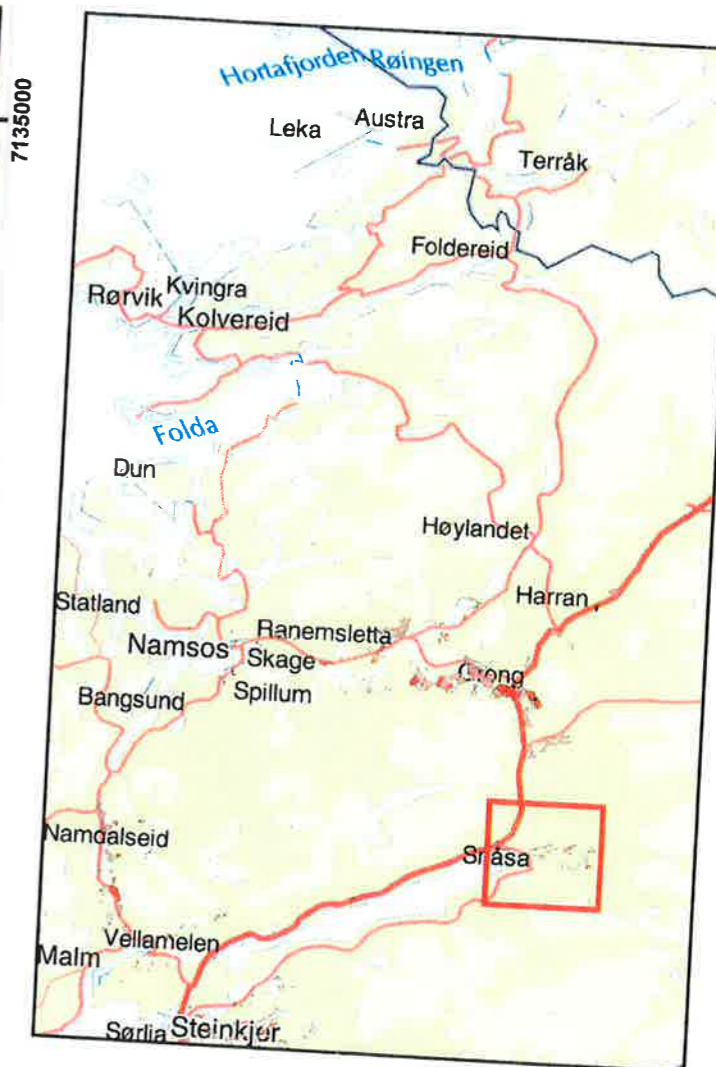 7135000
Hortafjorden Røingen
Leka
Austra
Terråk
Foldereid
Rørvik
Kvingra
Kolvereid
Folda
Dun
Høylandet
Statland
Harran
Namsos
Ranemsletta
Skage
Grong
Bangsund
Spillum
Namdalseid
Snåsa
Malm
Vellamelen
Sørlia
Steinkjer